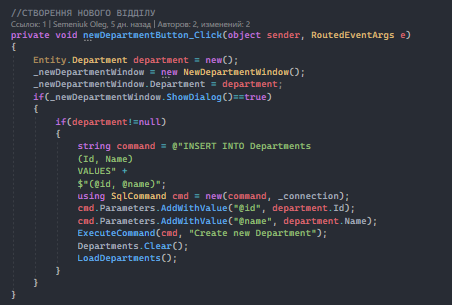 //СТВОРЕННЯ НОВОГО ВІДДІЛУ
Ссылок: 1 | Semeniuk Oleg, 5 дн. назад | Авторов: 2, изменений: 2
private void newDepartmentButton_Click(object sender, RoutedEventArgs e)
{
Entity.Department department = new();
_newDepartmentWindow = new NewDepartmentWindow();
_newDepartmentWindow.Department = department;
if(_newDepartmentWindow.ShowDialog()==true)
{
if(department!=null)
{
string command = @"INSERT INTO Departments
(Id, Name)
VALUES" +
$"(@id, @name)";
using SqlCommand cmd = new(command, _connection);
cmd.Parameters.AddWithValue("@id", department.Id);
cmd.Parameters.AddWithValue("@name", department.Name);
ExecuteCommand(cmd, "Create new Department");
Departments.Clear();
LoadDepartments();
}
}
}